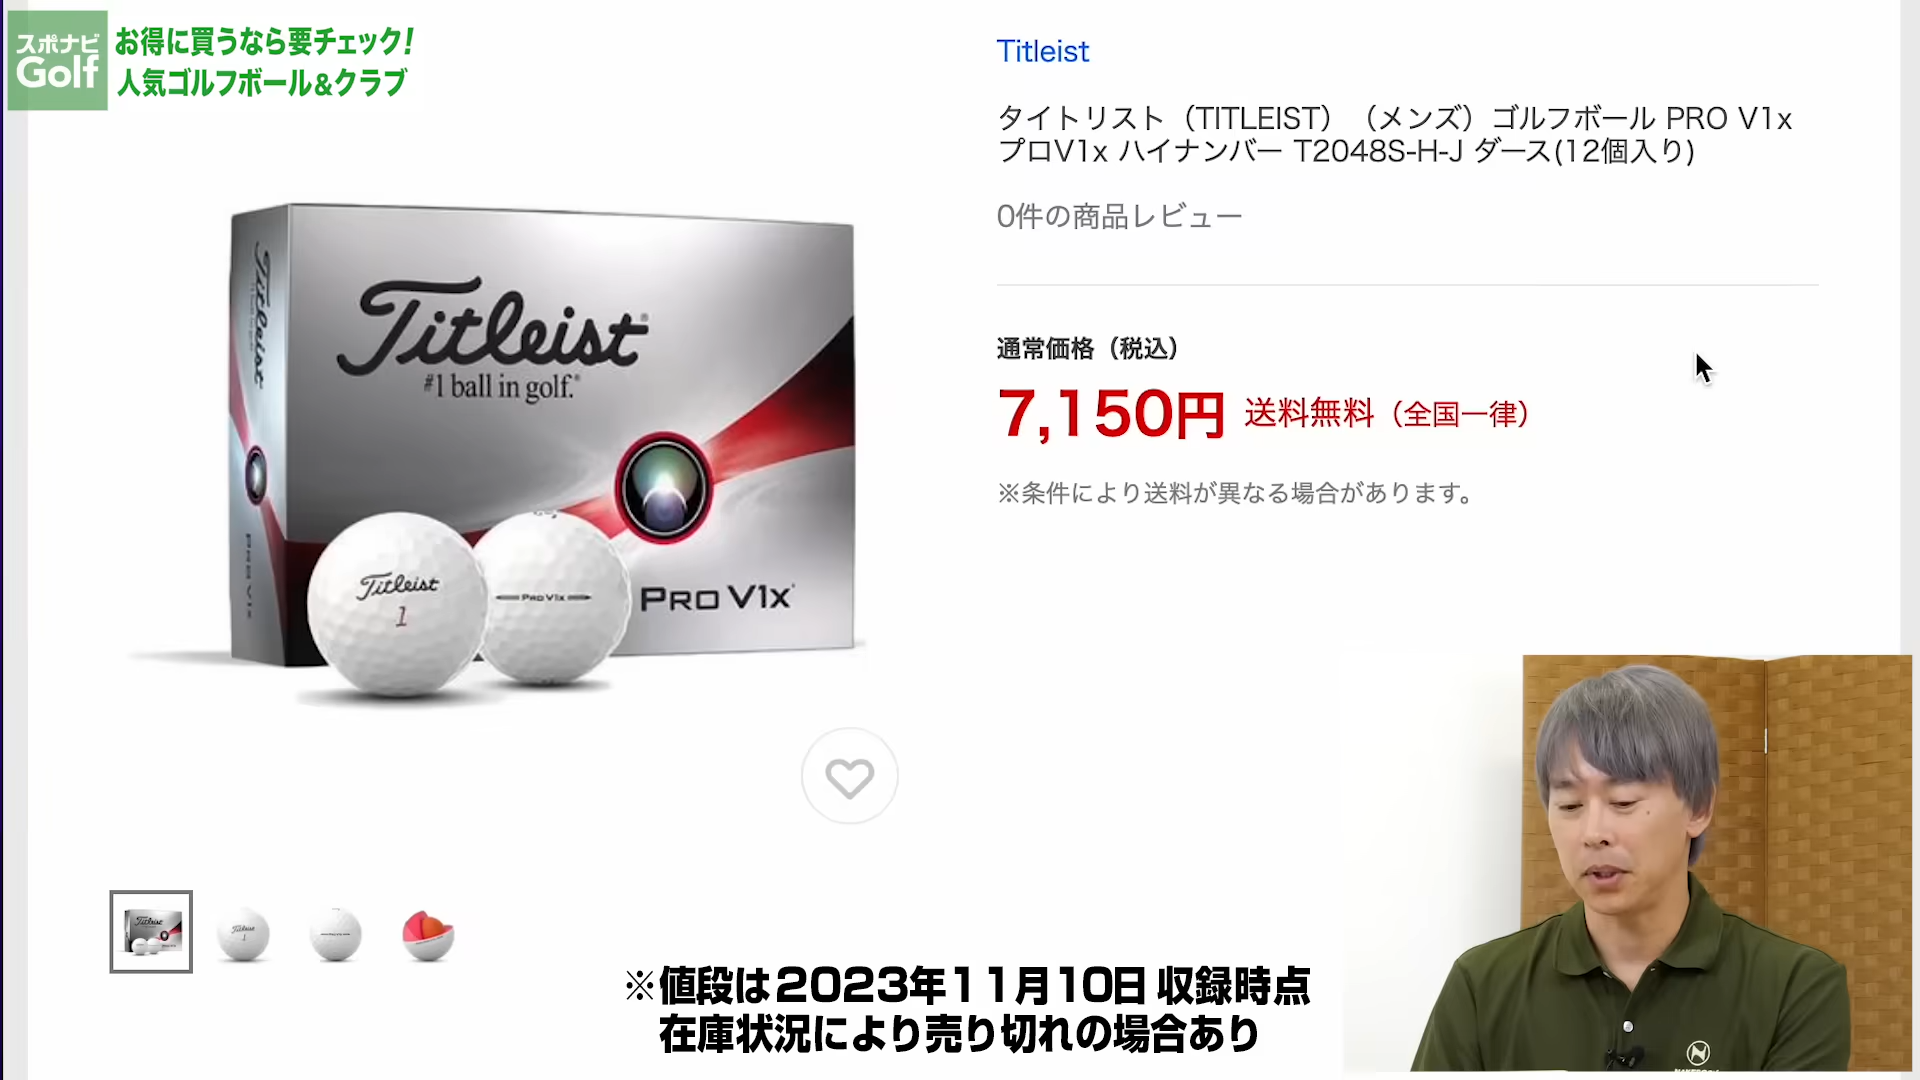 スポナビ
Golf
お得に買うなら要チェック!
人気ゴルフボール&クラブ
Titleist
タイトリスト（TITLEIST）（メンズ）ゴルフボール PRO V1x
プロV1x ハイナンバー T2048S-H-J ダース(12個入り)
0件の商品レビュー
通常価格（税込）
7,150円 送料無料（全国一律）
※条件により送料が異なる場合があります。
Titleist
PRO V1x
Titleist®
#1 ball in golf.®
PRO V1x
Titleist
1
PRO V1x
Titleist
Titleist
※値段は2023年11月10日 収録時点
在庫状況により売り切れの場合あり
N